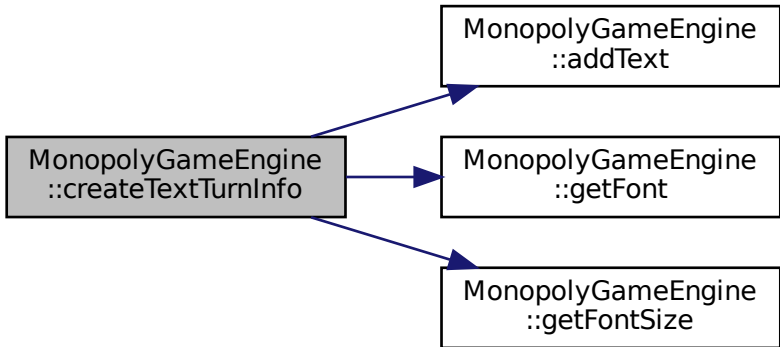 MonopolyGameEngine
::createTextTurnInfo
MonopolyGameEngine
::addText
MonopolyGameEngine
::getFont
MonopolyGameEngine
::getFontSize